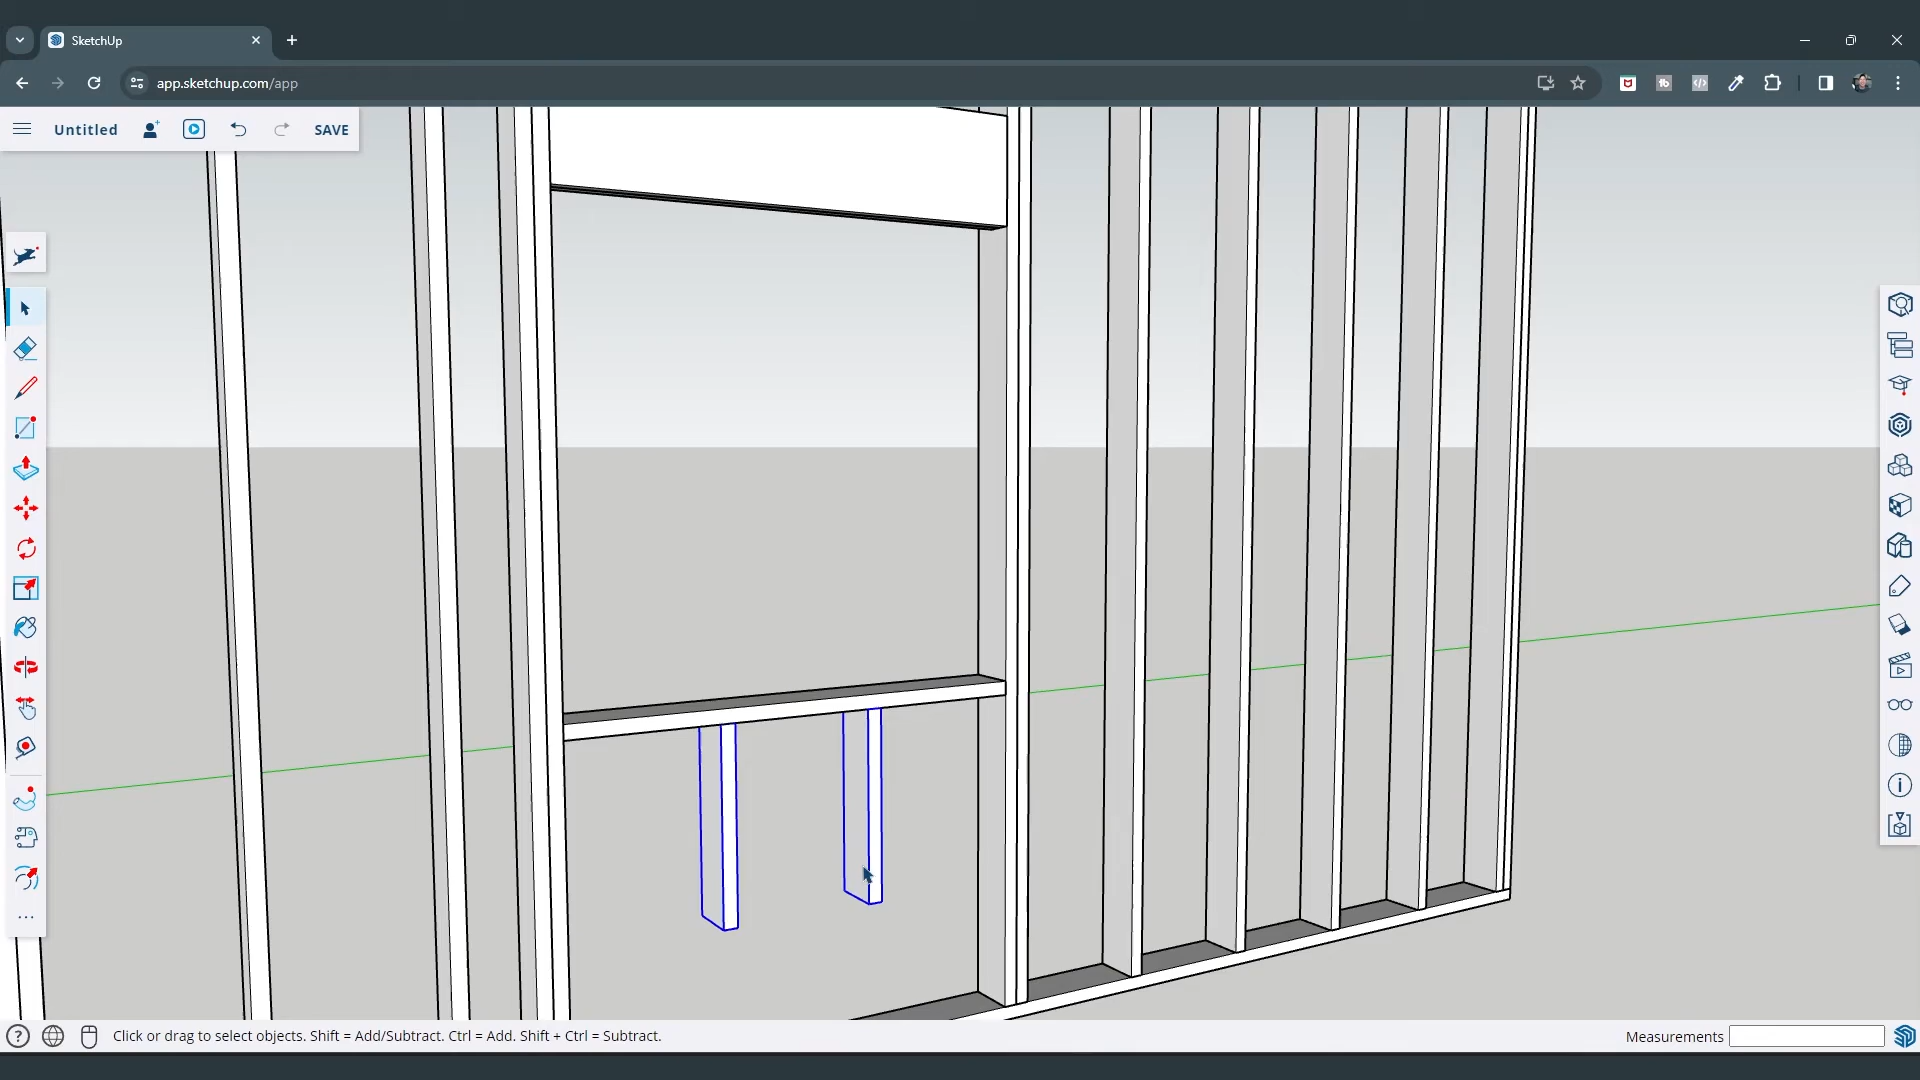 SketchUp
app.sketchup.com/app
Untitled
SAVE
Click or drag to select objects. Shift = Add/Subtract. Ctrl = Add. Shift + Ctrl = Subtract.
Measurements